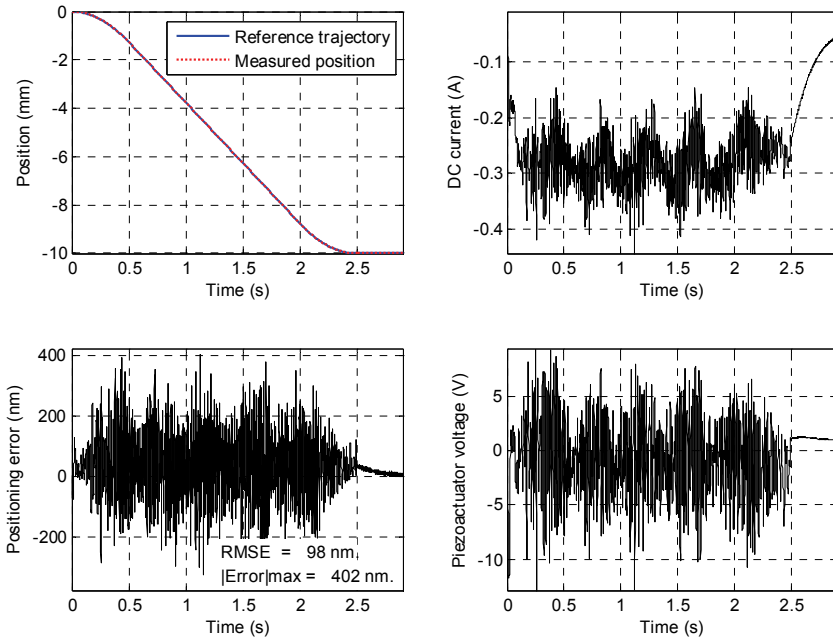 0
-2
-4
-6
-8
-10
Position (mm)
Reference trajectory
Measured position
0 0.5 1 1.5 2 2.5
Time (s)
-0.1
-0.2
-0.3
-0.4
DC current (A)
0 0.5 1 1.5 2 2.5
Time (s)
400
200
0
-200
Positioning error (nm)
RMSE = 98 nm.
|Error|max = 402 nm.
0 0.5 1 1.5 2 2.5
Time (s)
5
0
-5
-10
Piezoactuator voltage (V)
0 0.5 1 1.5 2 2.5
Time (s)